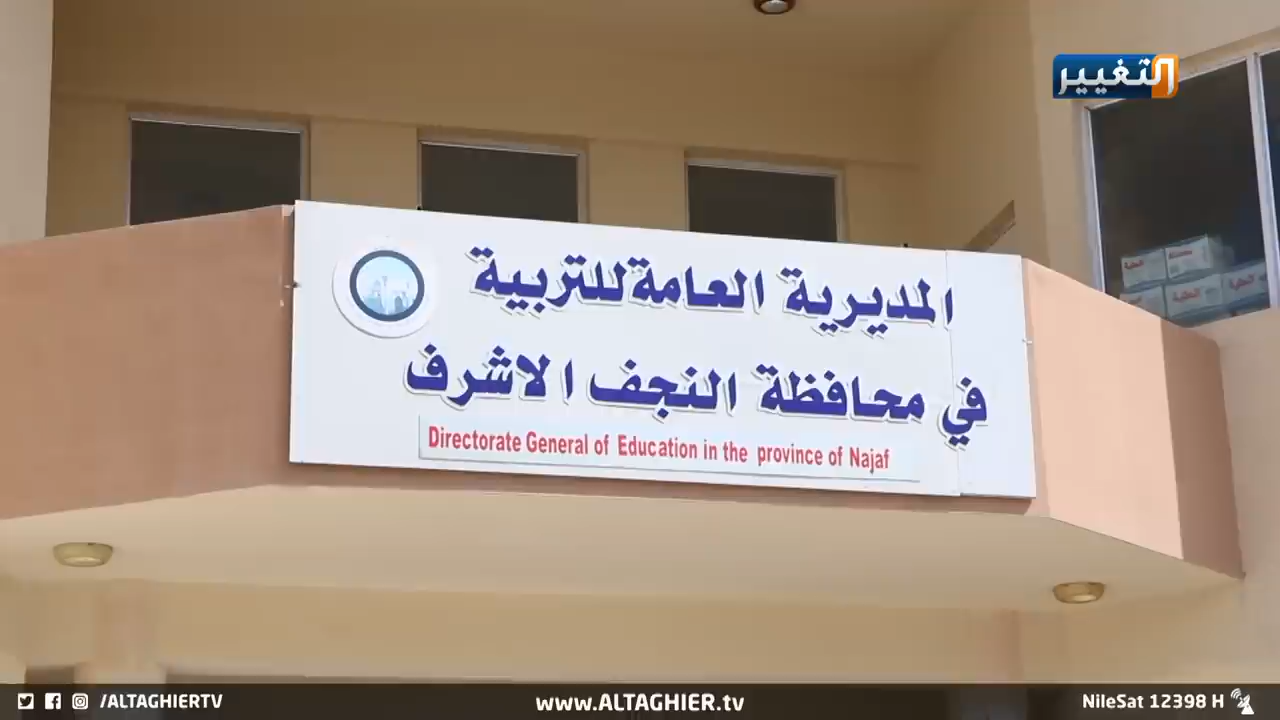 التغيير
المديرية العامة للتربية
في محافظة النجف الاشرف
Directorate General of Education in the province of Najaf
/ALTAGHIERTV
www.ALTAGHIER.tv
NileSat 12398 H